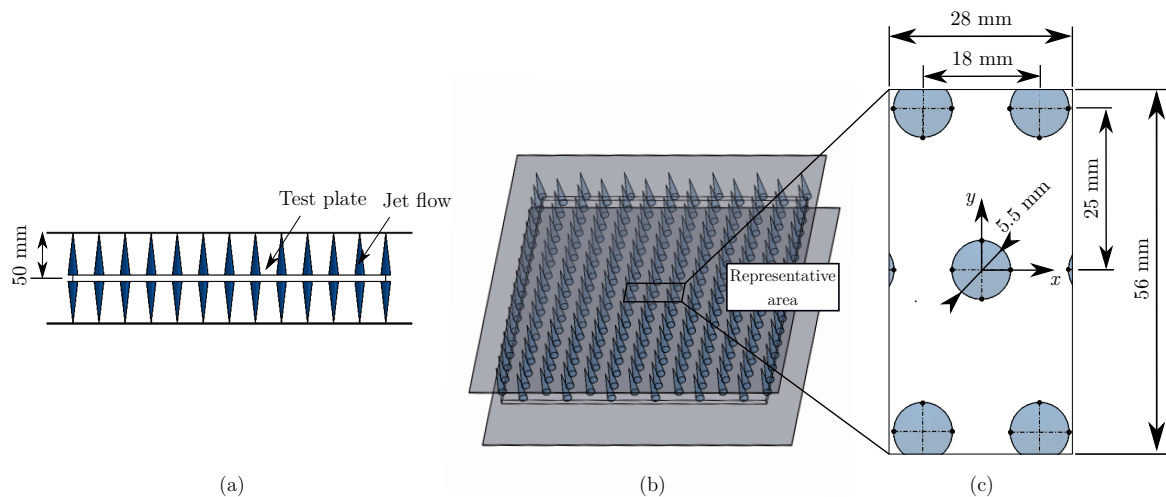 28 mm
18 mm
Test plate
Jet flow
50 mm
Representative
area
y
5.5 mm
x
25 mm
56 mm
(a)
(b)
(c)